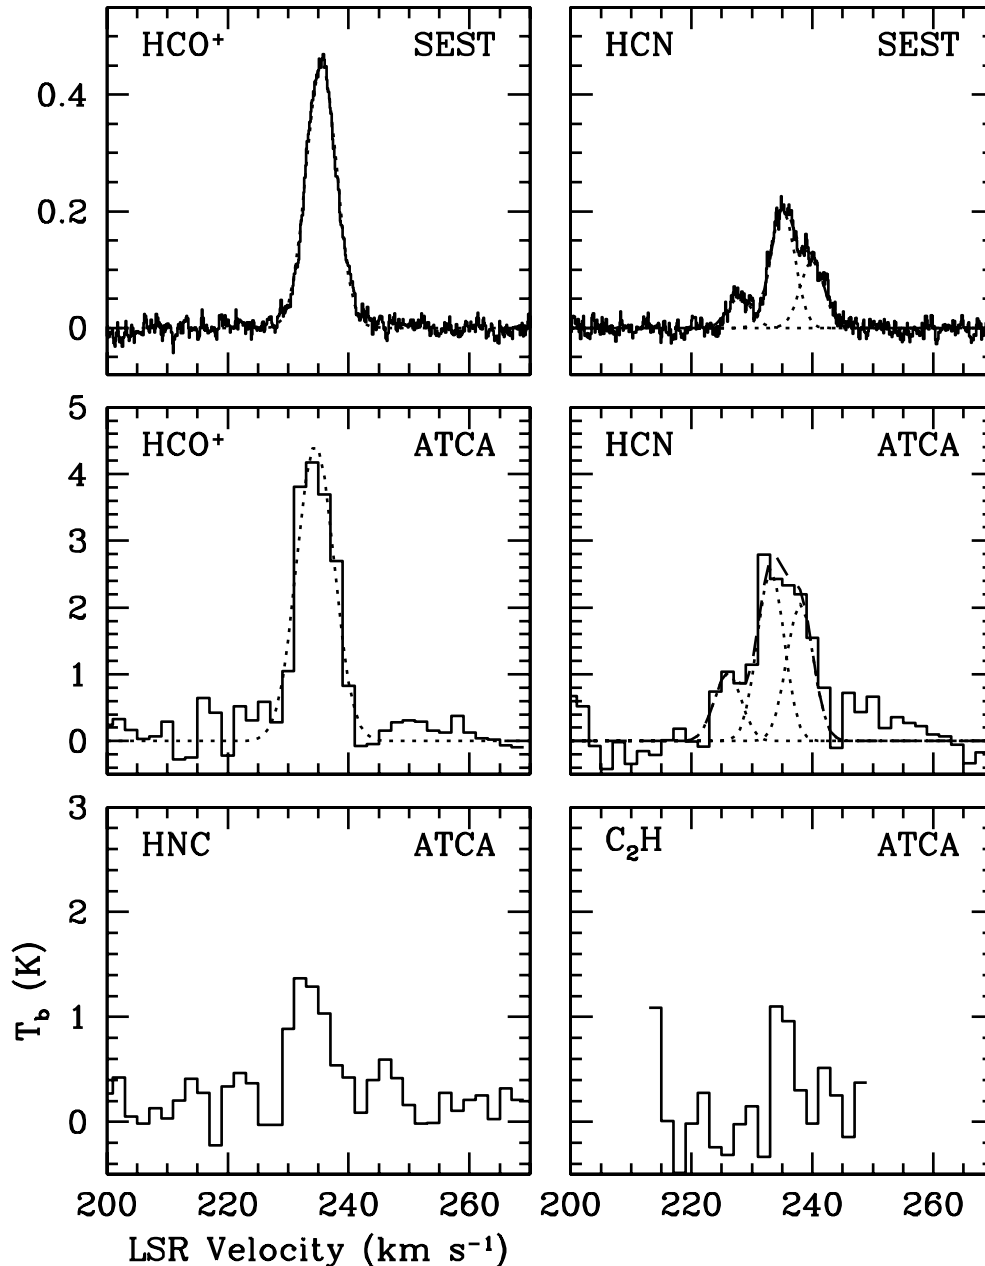 HCO⁺ SEST
HCN SEST
0.4
0.2
0
HCO⁺ ATCA
HCN ATCA
5
4
3
2
1
0
HNC ATCA
C₂H ATCA
3
2
1
0
T_b (K)
200 220 240 260
200 220 240 260
LSR Velocity (km s⁻¹)